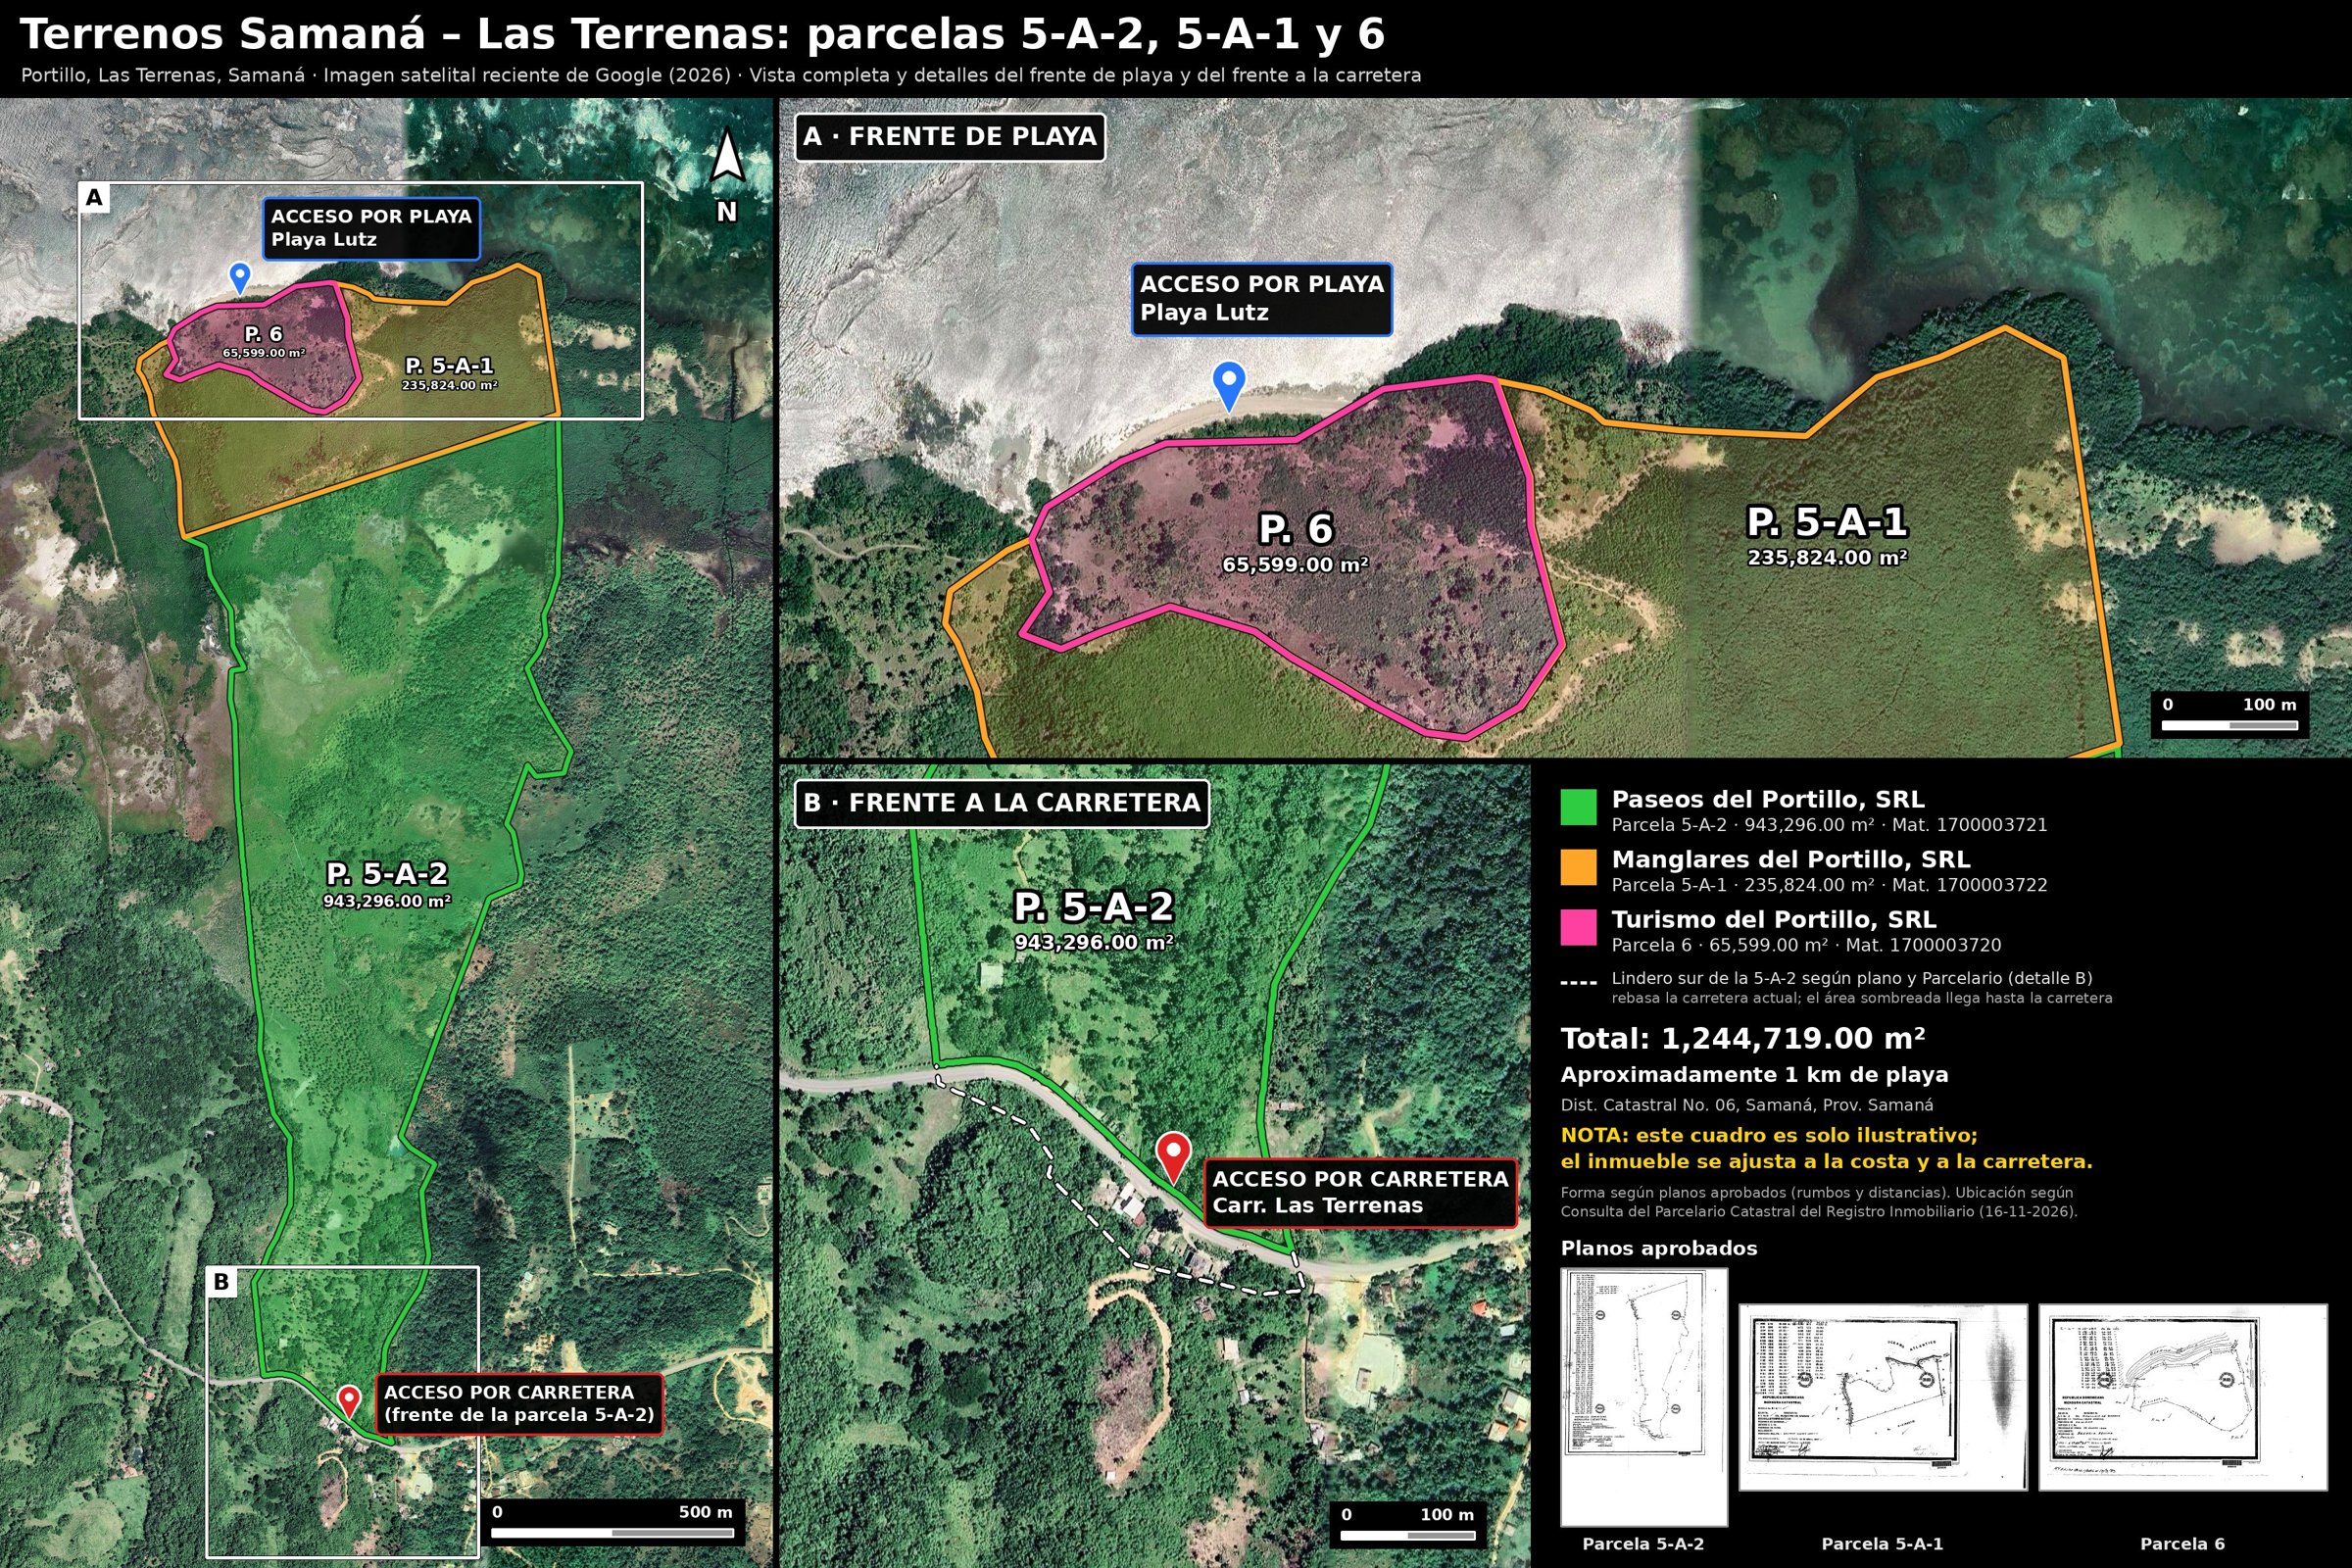 Terrenos Samaná – Las Terrenas: parcelas 5-A-2, 5-A-1 y 6
Portillo, Las Terrenas, Samaná · Imagen satelital reciente de Google (2026) · Vista completa y detalles del frente de playa y del frente a la carretera
A
ACCESO POR PLAYA
Playa Lutz
N
P. 6
65,599.00 m²
P. 5-A-1
235,824.00 m²
P. 5-A-2
943,296.00 m²
B
ACCESO POR CARRETERA
(frente de la parcela 5-A-2)
0 500 m
A · FRENTE DE PLAYA
ACCESO POR PLAYA
Playa Lutz
P. 6
65,599.00 m²
P. 5-A-1
235,824.00 m²
0 100 m
B · FRENTE A LA CARRETERA
P. 5-A-2
943,296.00 m²
ACCESO POR CARRETERA
Carr. Las Terrenas
0 100 m
Paseos del Portillo, SRL
Parcela 5-A-2 · 943,296.00 m² · Mat. 1700003721
Manglares del Portillo, SRL
Parcela 5-A-1 · 235,824.00 m² · Mat. 1700003722
Turismo del Portillo, SRL
Parcela 6 · 65,599.00 m² · Mat. 1700003720
Lindero sur de la 5-A-2 según plano y Parcelario (detalle B)
rebasa la carretera actual; el área sombreada llega hasta la carretera
Total: 1,244,719.00 m²
Aproximadamente 1 km de playa
Dist. Catastral No. 06, Samaná, Prov. Samaná
NOTA: este cuadro es solo ilustrativo;
el inmueble se ajusta a la costa y a la carretera.
Forma según planos aprobados (rumbos y distancias). Ubicación según
Consulta del Parcelario Catastral del Registro Inmobiliario (16-11-2026).
Planos aprobados
Parcela 5-A-2
Parcela 5-A-1
Parcela 6